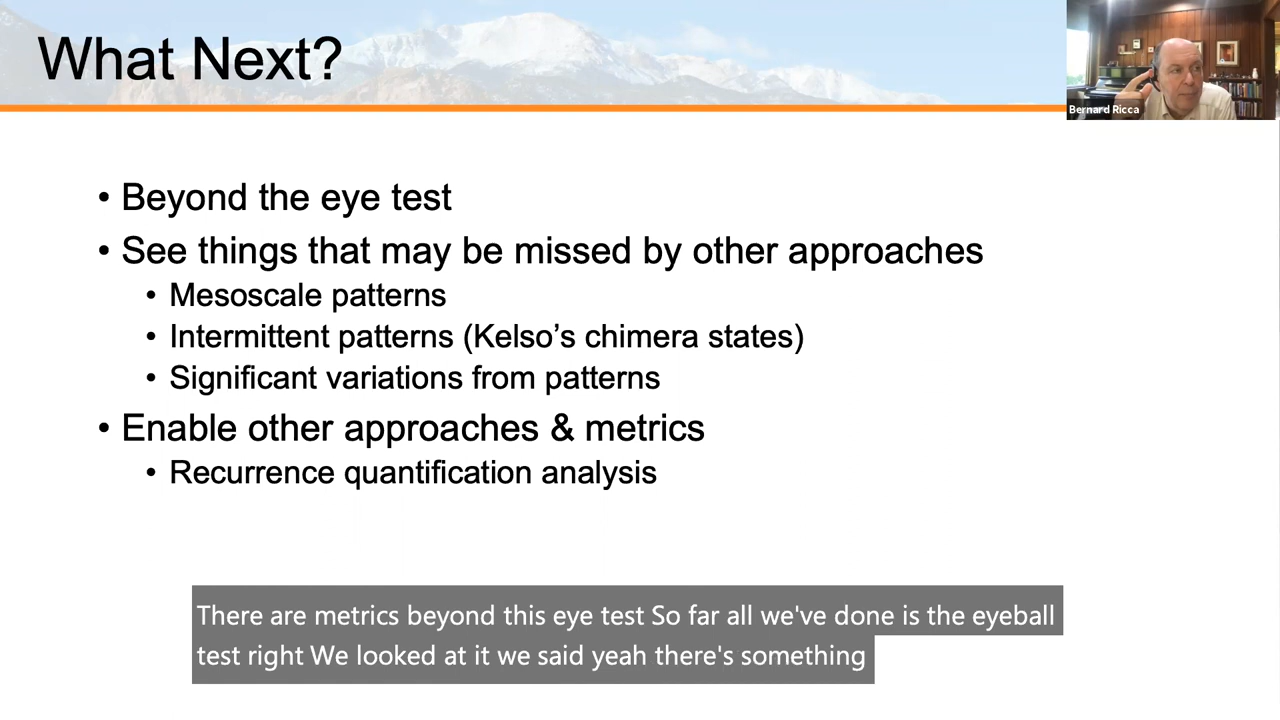 What Next?
Bernard Ricca
• Beyond the eye test
• See things that may be missed by other approaches
• Mesoscale patterns
• Intermittent patterns (Kelso’s chimera states)
• Significant variations from patterns
• Enable other approaches & metrics
• Recurrence quantification analysis
There are metrics beyond this eye test So far all we've done is the eyeball
test right We looked at it we said yeah there's something